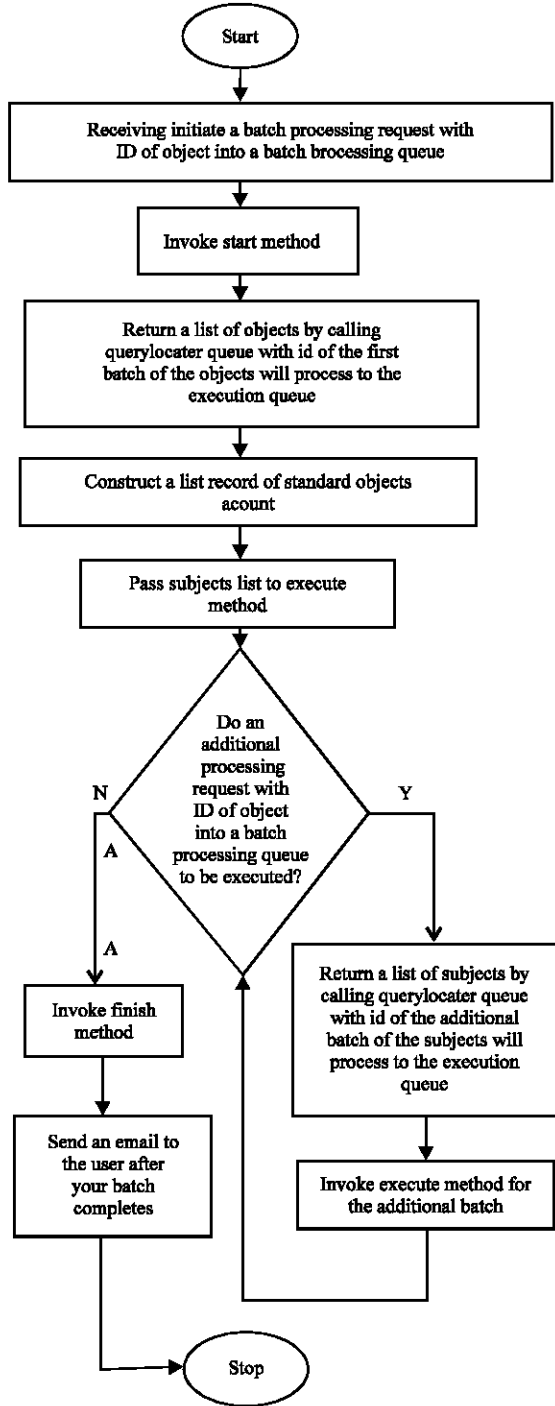 Start
Receiving initiate a batch processing request with
ID of object into a batch brocessing queue
Invoke start method
Return a list of objects by calling
querylocater queue with id of the first
batch of the objects will process to the
execution queue
Construct a list record of standard objects
acount
Pass subjects list to execute
method
Do an
additional
processing
request with
ID of object
into a batch
processing queue
to be executed?
N
A
A
Y
Invoke finish
method
Send an email to
the user after
your batch
completes
Return a list of subjects by
calling querylocater queue
with id of the additional
batch of the subjects will
process to the execution
queue
Invoke execute method for
the additional batch
Stop